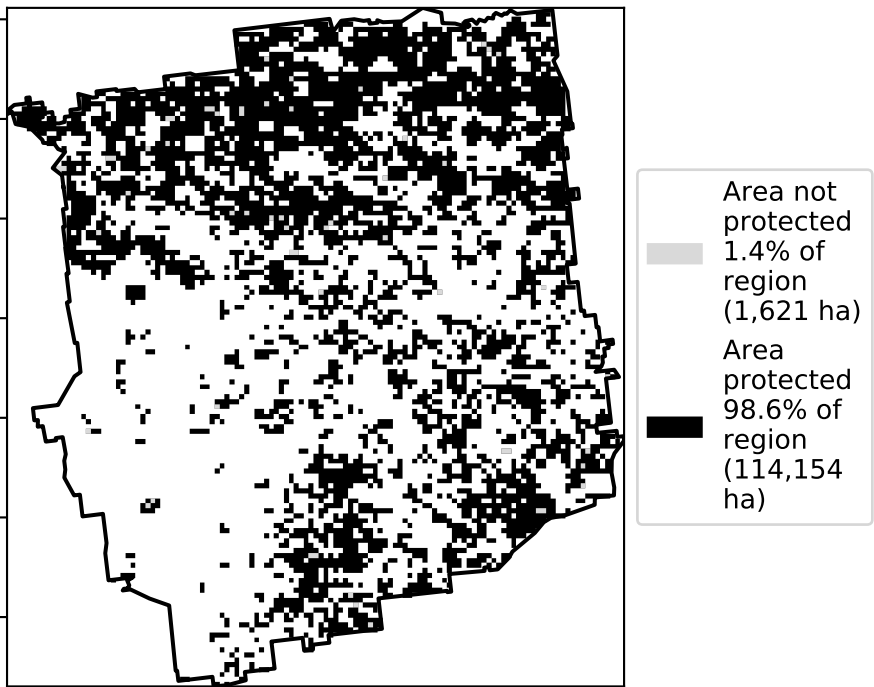 Area not
protected
1.4% of
region
(1,621 ha)
Area
protected
98.6% of
region
(114,154
ha)